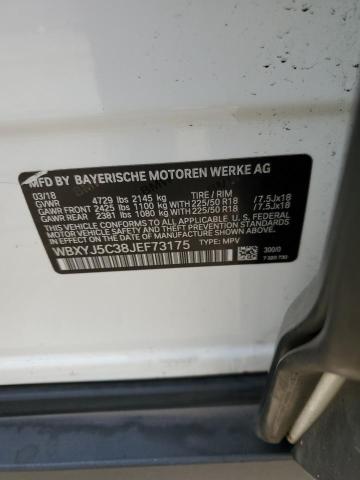 MFD BY BAYERISCHE MOTOREN WERKE AG
03/18 TIRE / RIM
GVWR 4729 lbs 2145 kg
GAWR FRONT 2425 lbs 1100 kg WITH 225/50 R18 /7.5Jx18
GAWR REAR 2381 lbs 1080 kg WITH 225/50 R18 /7.5Jx18
THIS VEHICLE CONFORMS TO ALL APPLICABLE U.S. FEDERAL
MOTOR VEHICLE SAFETY STANDARDS IN EFFECT ON THE DATE
OF MANUFACTURE SHOWN ABOVE.
WBXYJ5C38JEF73175 TYPE: MPV
300/0